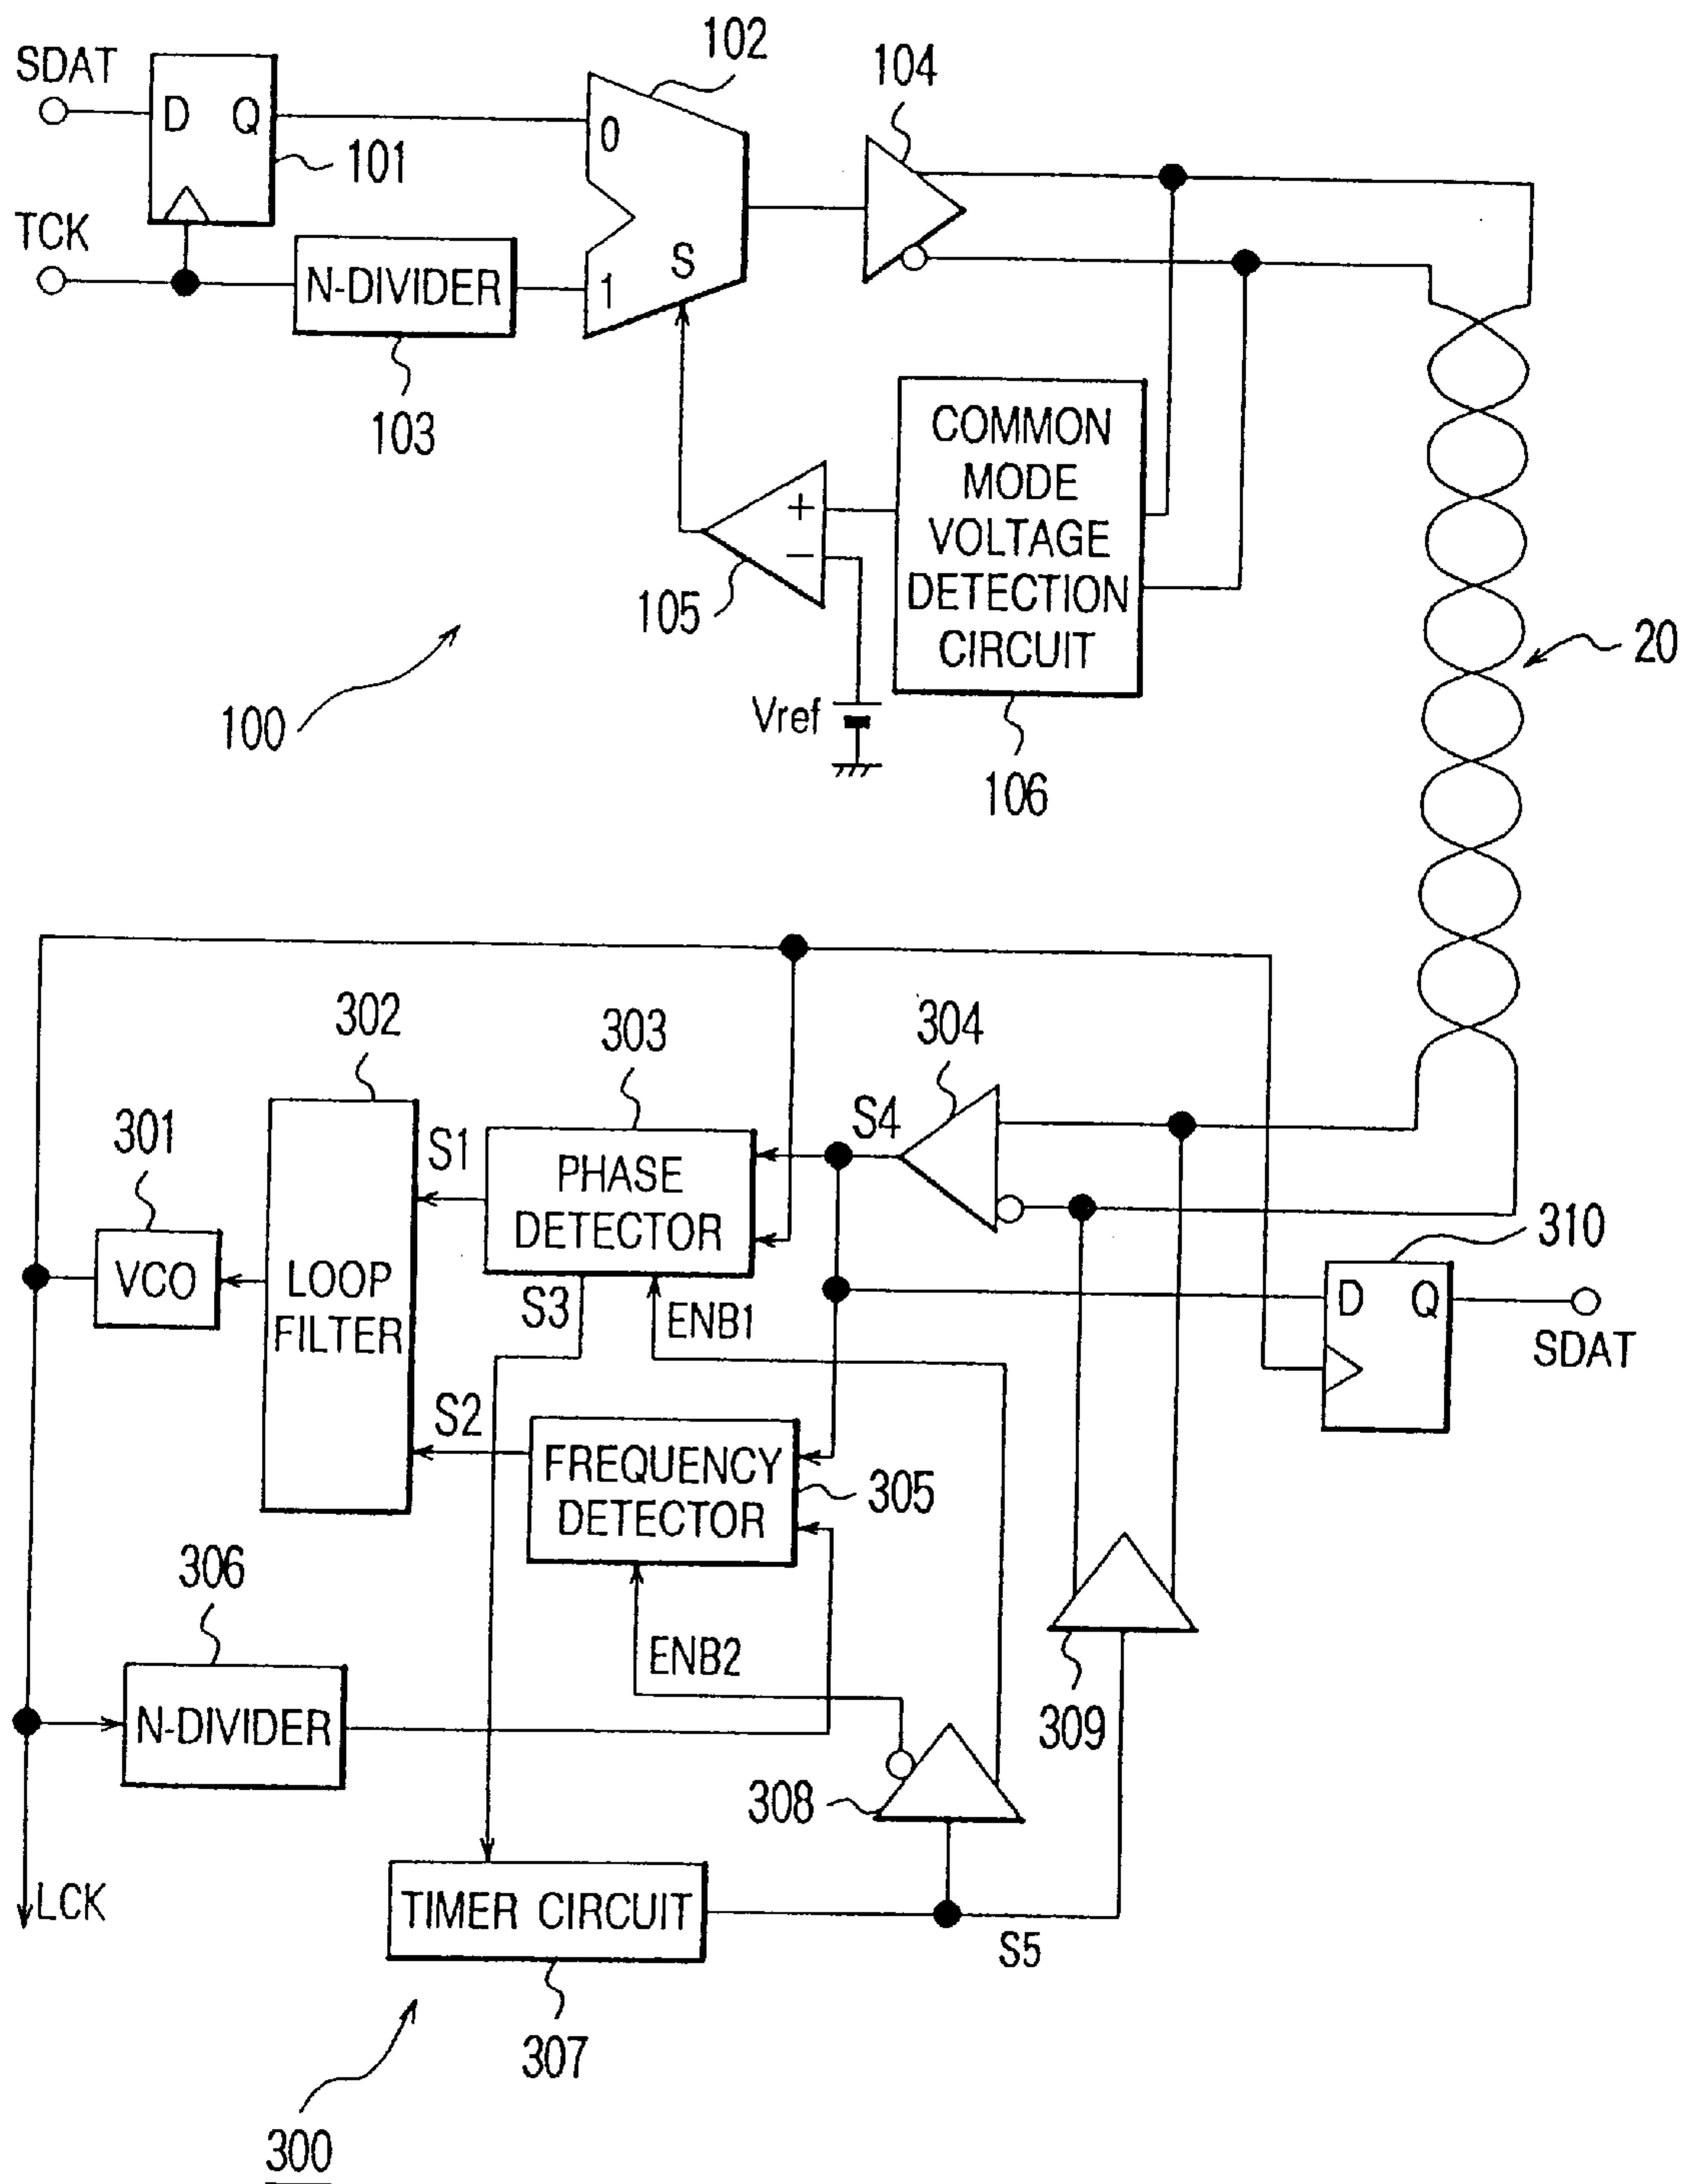 102
104
SDAT
D Q
0
101
TCK
N-DIVIDER
1
S
103
COMMON
MODE
VOLTAGE
DETECTION
CIRCUIT
+
−
105
20
100
Vref
106
302
303
304
301
S1
S4
PHASE
DETECTOR
310
VCO
LOOP
FILTER
S3
ENB1
D Q
SDAT
S2
FREQUENCY
DETECTOR
305
306
ENB2
N-DIVIDER
309
308
LCK
TIMER CIRCUIT
S5
307
300